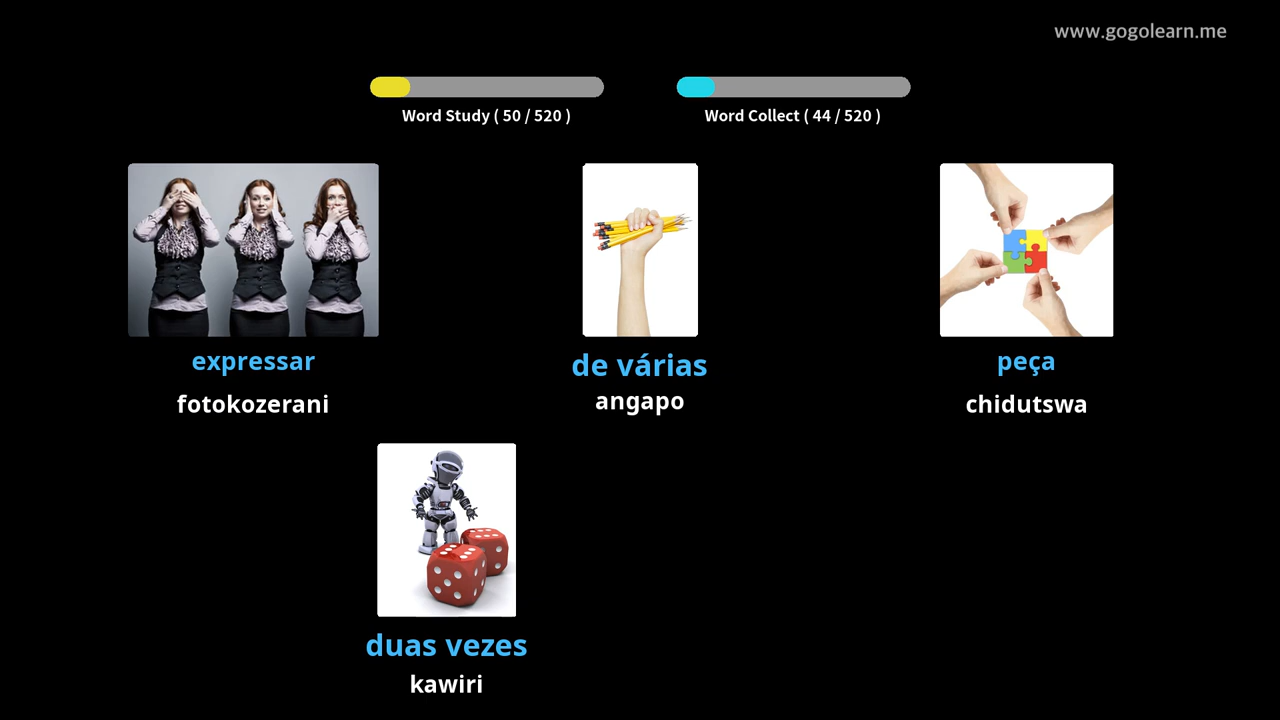 www.gogolearn.me
Word Study ( 50 / 520 )
Word Collect ( 44 / 520 )
expressar
fotokozerani
de várias
angapo
peça
chidutswa
duas vezes
kawiri